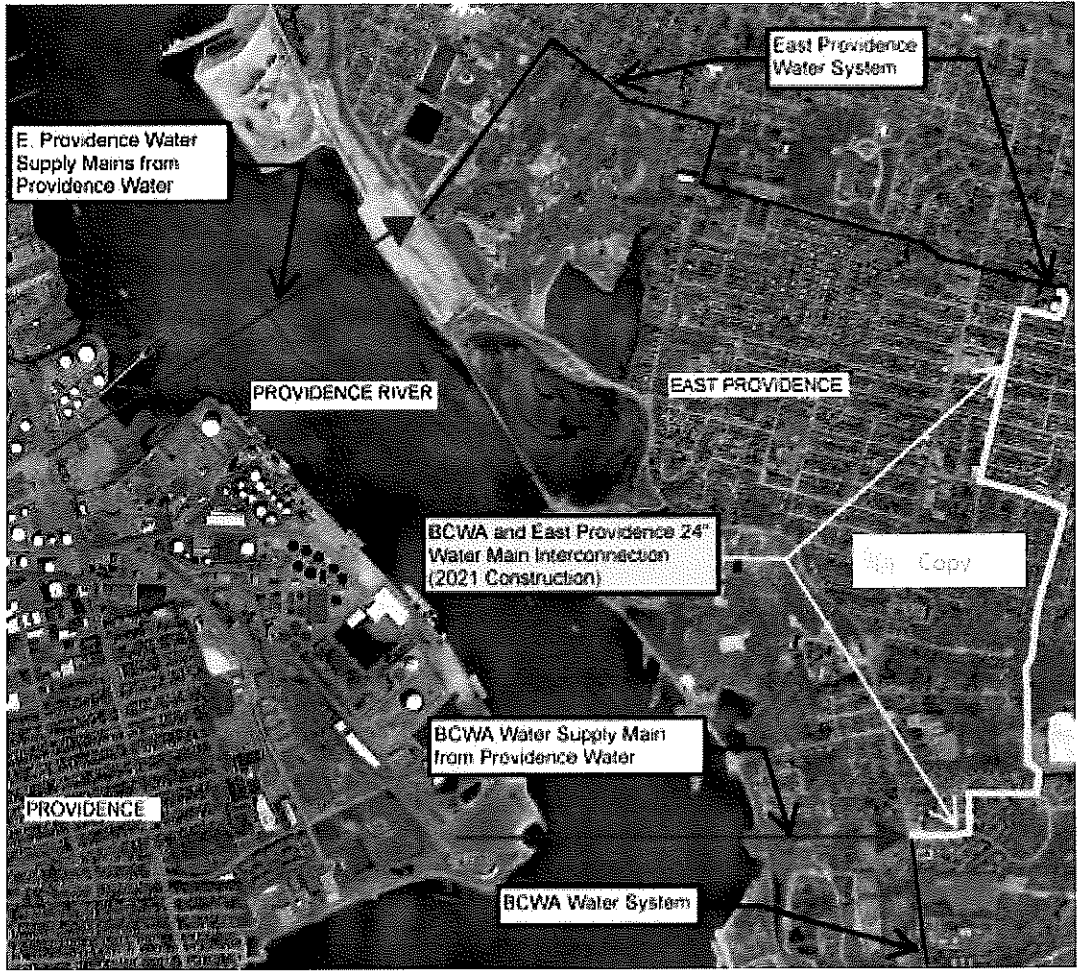 East Providence
Water System
E. Providence Water
Supply Mains from
Providence Water
PROVIDENCE RIVER
EAST PROVIDENCE
BCWA and East Providence 24"
Water Main Interconnection
(2021 Construction)
Copy
BCWA Water Supply Main
from Providence Water
PROVIDENCE
BCWA Water System